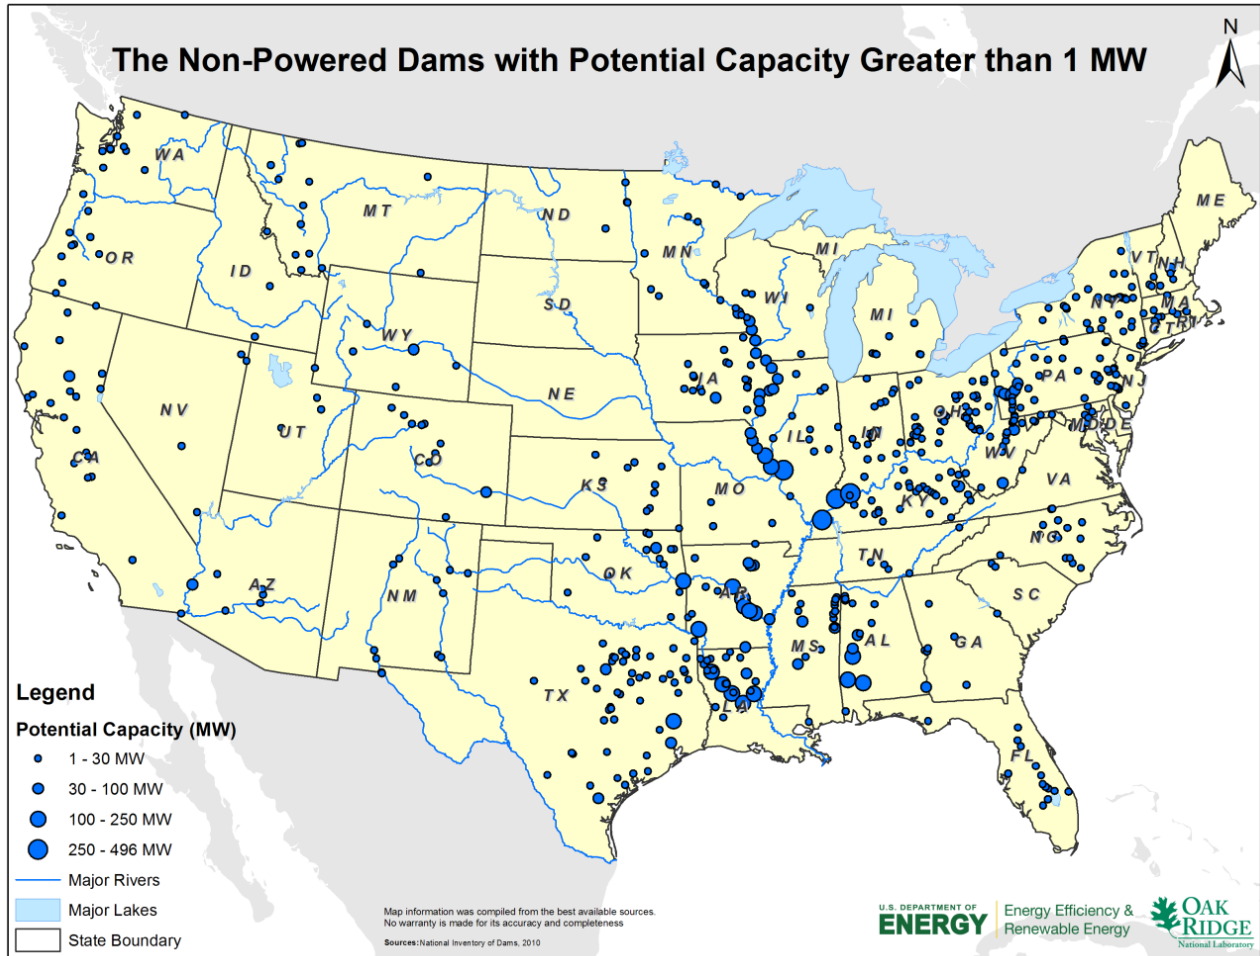 The Non-Powered Dams with Potential Capacity Greater than 1 MW
N
WA
MT
ND
MN
MI
ME
OR
ID
SD
WI
MI
VT
NH
NY
MA
CT
RI
WY
IA
PA
NJ
NE
NV
UT
IL
IN
OH
MD
DE
WV
CA
CO
KS
MO
KY
VA
NC
TN
AZ
NM
OK
AR
SC
MS
AL
GA
TX
LA
FL
Legend
Potential Capacity (MW)
1 - 30 MW
30 - 100 MW
100 - 250 MW
250 - 496 MW
Major Rivers
Major Lakes
State Boundary
Map information was compiled from the best available sources.
No warranty is made for its accuracy and completeness
Sources: National Inventory of Dams, 2010
U.S. DEPARTMENT OF
ENERGY
Energy Efficiency &
Renewable Energy
OAK
RIDGE
National Laboratory